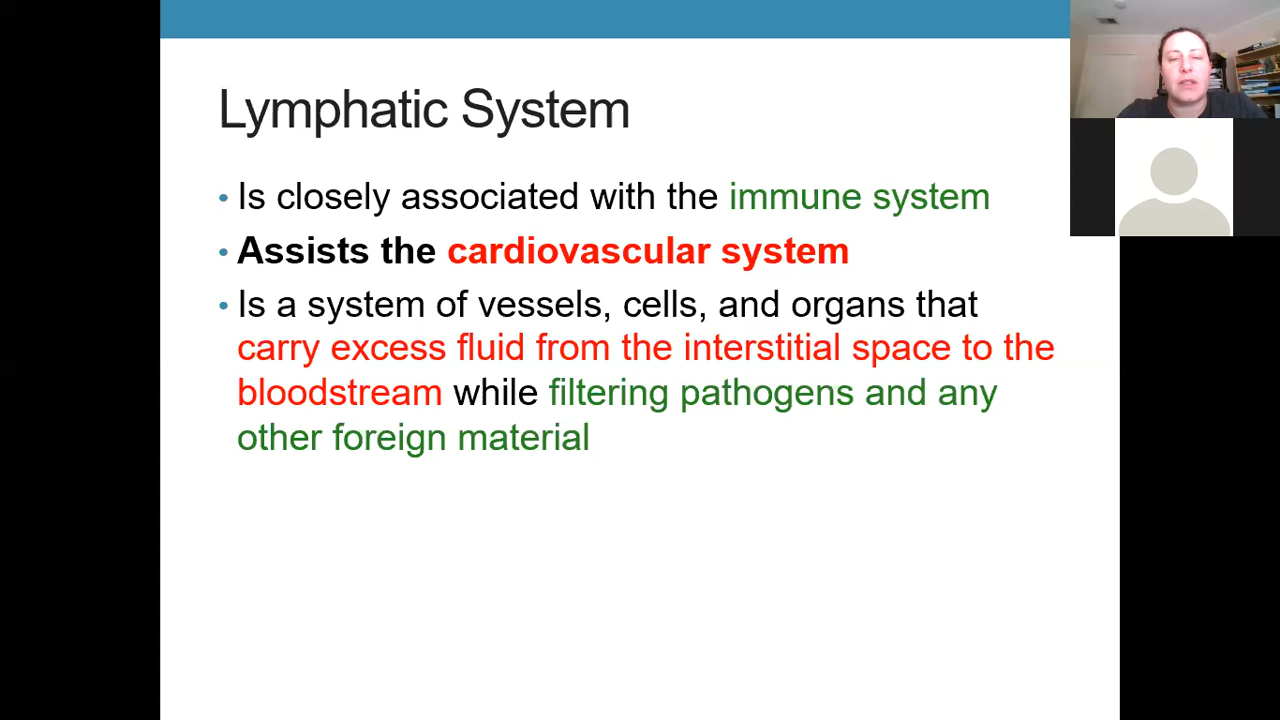 Lymphatic System
• Is closely associated with the immune system
• Assists the cardiovascular system
• Is a system of vessels, cells, and organs that
carry excess fluid from the interstitial space to the
bloodstream while filtering pathogens and any
other foreign material